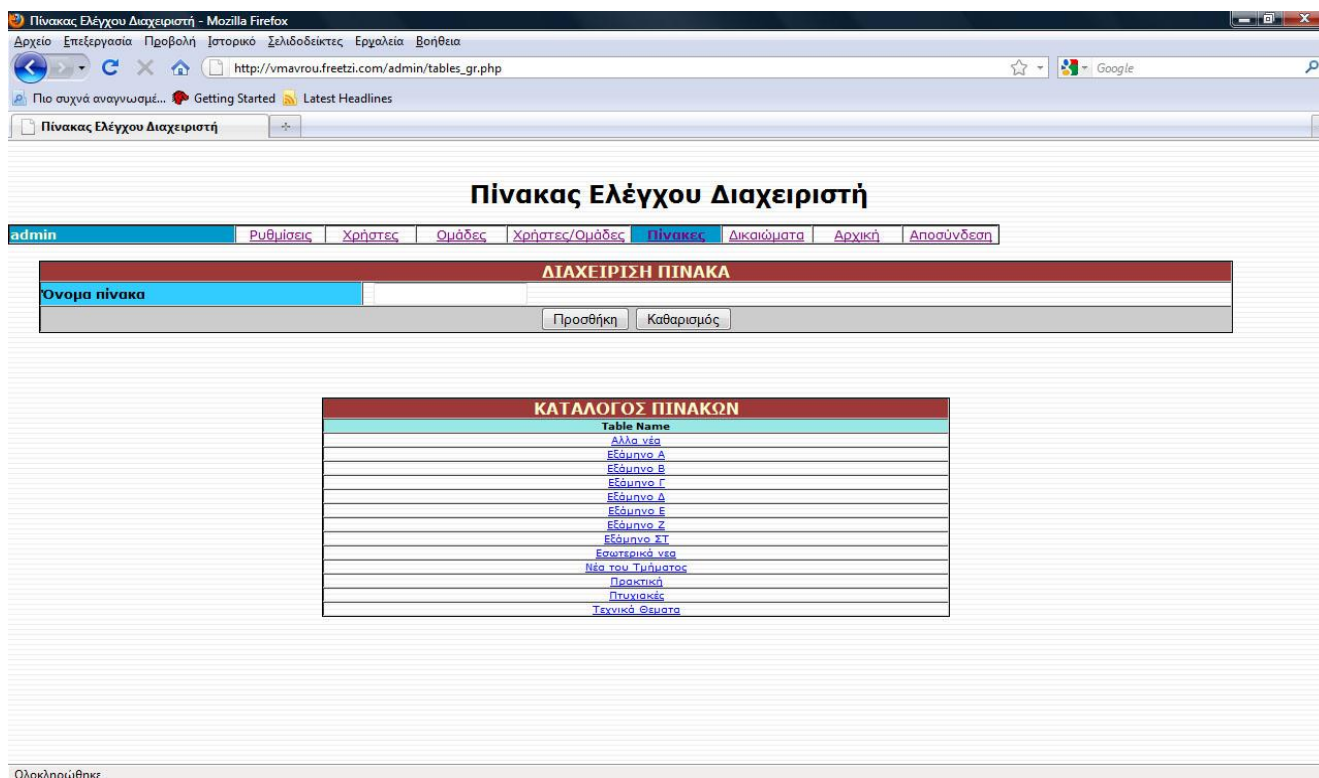 Πίνακας Ελέγχου Διαχειριστή - Mozilla Firefox
Αρχείο Επεξεργασία Προβολή Ιστορικό Σελιδοδείκτες Εργαλεία Βοήθεια
http://vmavrou.freetzi.com/admin/tables_gr.php Google
Πιο συχνά αναγνωσμέ... Getting Started Latest Headlines
Πίνακας Ελέγχου Διαχειριστή
Πίνακας Ελέγχου Διαχειριστή
admin Ρυθμίσεις Χρήστες Ομάδες Χρήστες/Ομάδες Πίνακες Δικαιώματα Αρχική Αποσύνδεση
ΔΙΑΧΕΙΡΙΣΗ ΠΙΝΑΚΑ
Όνομα πίνακα
Προσθήκη Καθαρισμός
ΚΑΤΑΛΟΓΟΣ ΠΙΝΑΚΩΝ
Table Name
Αλλα νέα
Εξάμηνο Α
Εξάμηνο Β
Εξάμηνο Γ
Εξάμηνο Δ
Εξάμηνο Ε
Εξάμηνο Ζ
Εξάμηνο ΣΤ
Εσωτερικά νεα
Νέα του Τμήματος
Πρακτική
Πτυχιακές
Τεχνικά Θεματα
Ολοκληρώθηκε